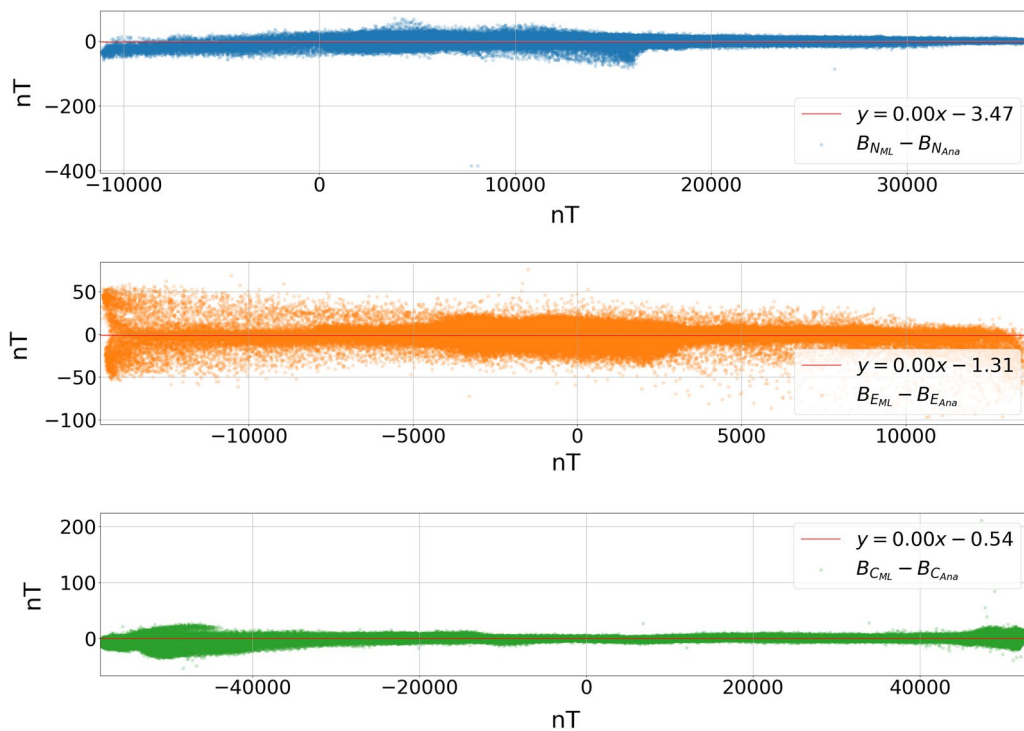 0
−200
−400
nT
y = 0.00x − 3.47
B_{N_{ML}} − B_{N_{Ana}}
−10000 0 10000 20000 30000
nT
50
0
−50
−100
nT
y = 0.00x − 1.31
B_{E_{ML}} − B_{E_{Ana}}
−10000 −5000 0 5000 10000
nT
200
100
0
nT
y = 0.00x − 0.54
B_{C_{ML}} − B_{C_{Ana}}
−40000 −20000 0 20000 40000
nT